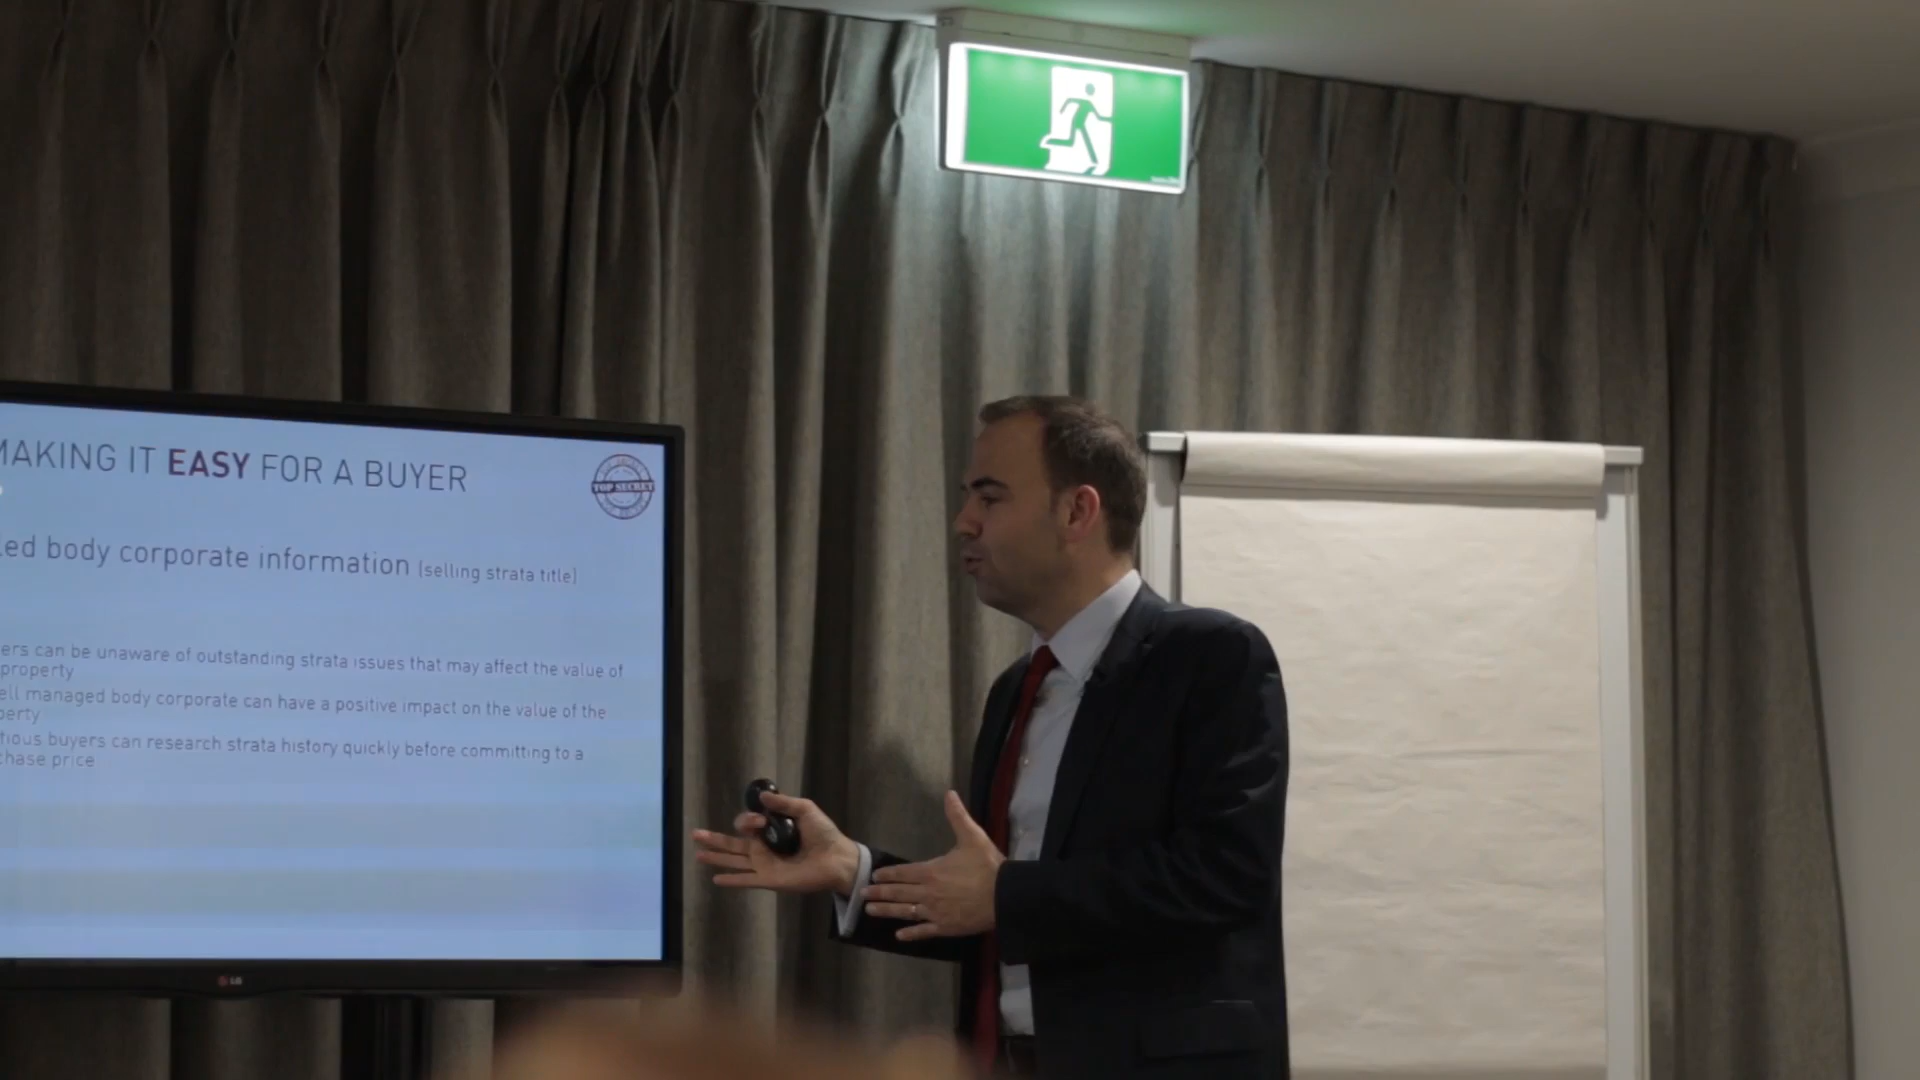 MAKING IT EASY FOR A BUYER
TOP SECRET
led body corporate information (selling strata title)
ers can be unaware of outstanding strata issues that may affect the value of
property
ell managed body corporate can have a positive impact on the value of the
perty
tious buyers can research strata history quickly before committing to a
chase price
LG